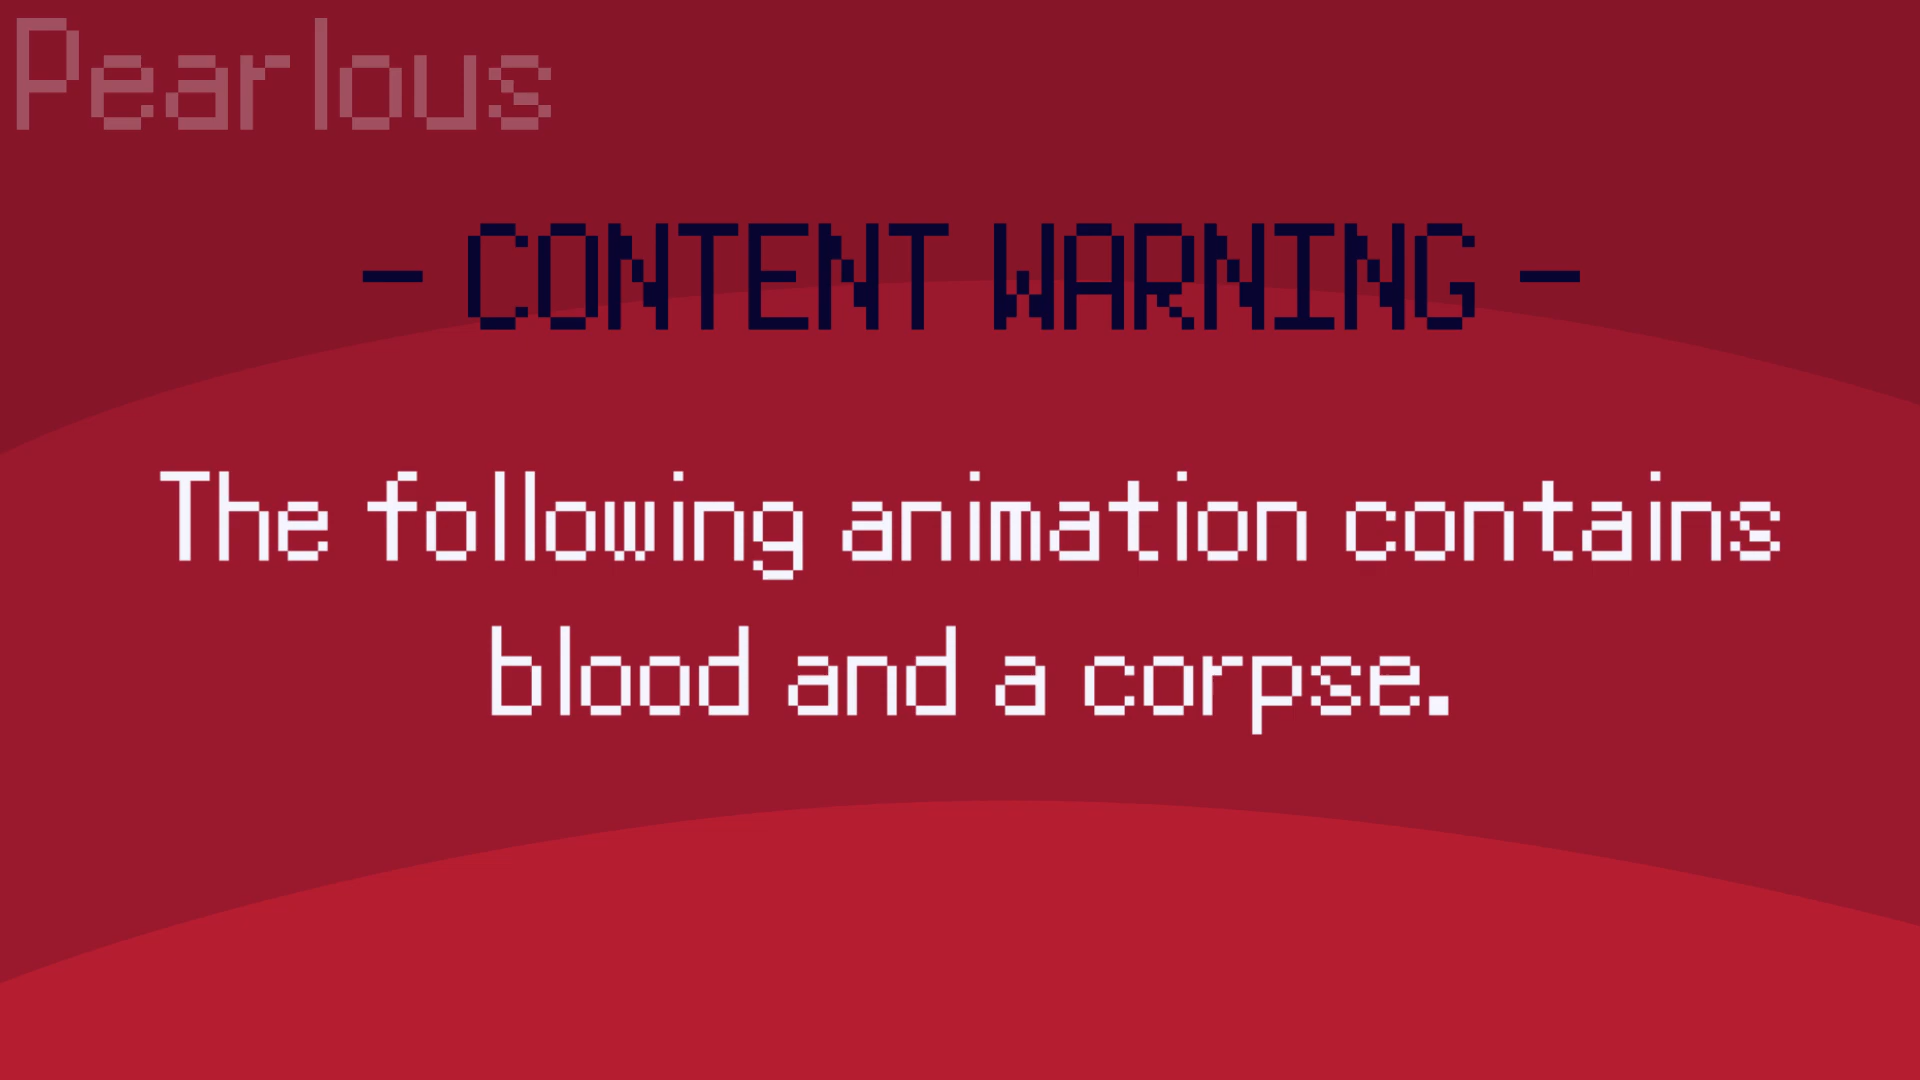 Pearlous
- CONTENT WARNING -
The following animation contains
blood and a corpse.